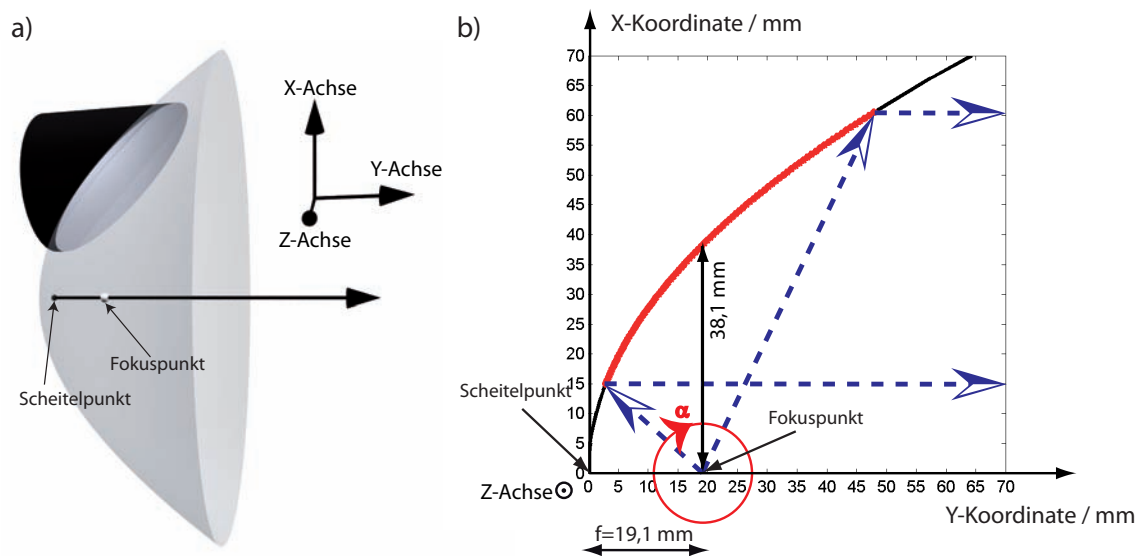 a)
X-Achse
Y-Achse
Z-Achse
Fokuspunkt
Scheitelpunkt
b)
X-Koordinate / mm
70
65
60
55
50
45
40
35
30
25
20
15
10
5
0
38,1 mm
α
Scheitelpunkt
Fokuspunkt
Z-Achse
0 5 10 15 20 25 30 35 40 45 50 55 60 65 70
Y-Koordinate / mm
f=19,1 mm